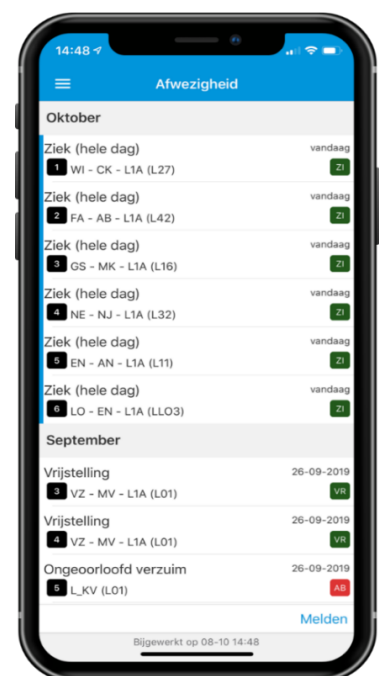 14:48
Afwezigheid
Oktober
Ziek (hele dag) vandaag
1 WI - CK - L1A (L27) ZI
Ziek (hele dag) vandaag
2 FA - AB - L1A (L42) ZI
Ziek (hele dag) vandaag
3 GS - MK - L1A (L16) ZI
Ziek (hele dag) vandaag
4 NE - NJ - L1A (L32) ZI
Ziek (hele dag) vandaag
5 EN - AN - L1A (L11) ZI
Ziek (hele dag) vandaag
6 LO - EN - L1A (LLO3) ZI
September
Vrijstelling 26-09-2019
3 VZ - MV - L1A (L01) VR
Vrijstelling 26-09-2019
4 VZ - MV - L1A (L01) VR
Ongeoorloofd verzuim 26-09-2019
5 L_KV (L01) AB
Melden
Bijgewerkt op 08-10 14:48